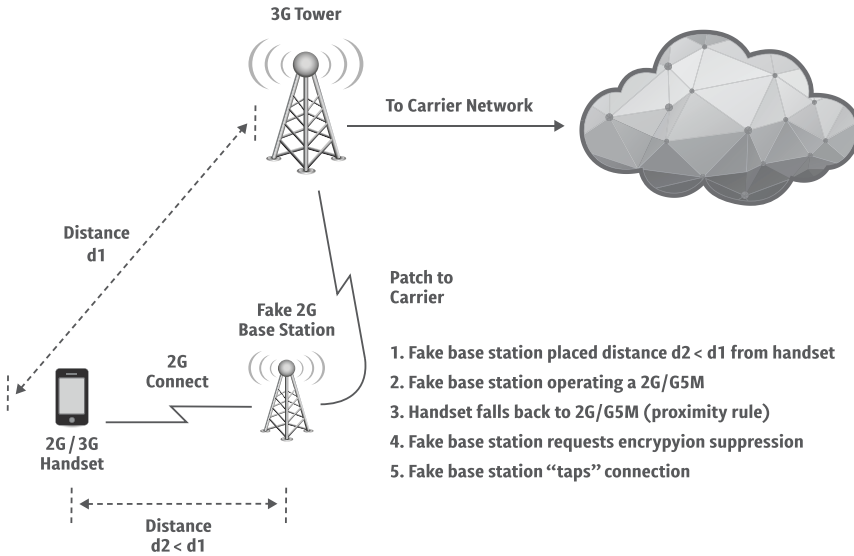 3G Tower
To Carrier Network
Distance
d1
Patch to
Carrier
Fake 2G
Base Station
2G
Connect
2G / 3G
Handset
1. Fake base station placed distance d2 < d1 from handset
2. Fake base station operating a 2G/G5M
3. Handset falls back to 2G/G5M (proximity rule)
4. Fake base station requests encrypyion suppression
5. Fake base station “taps” connection
Distance
d2 < d1